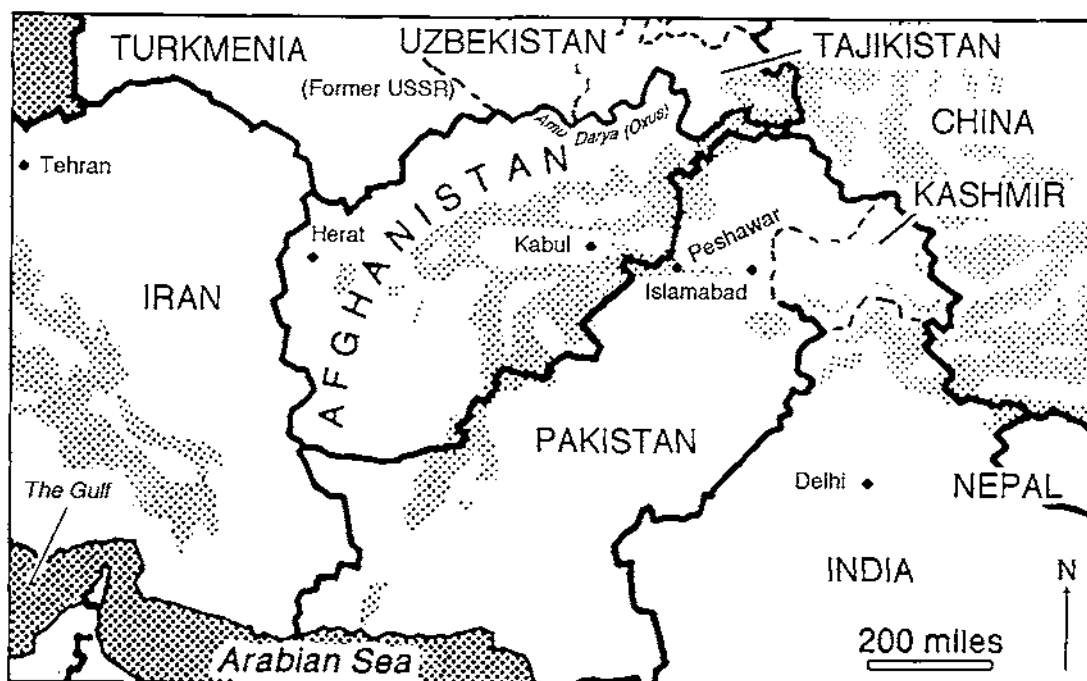 TURKMENIA
UZBEKISTAN
TAJIKISTAN
(Former USSR)
Amu Darya (Oxus)
CHINA
Tehran
AFGHANISTAN
KASHMIR
Herat
Kabul
Peshawar
Islamabad
IRAN
PAKISTAN
The Gulf
Delhi
NEPAL
INDIA
N
200 miles
Arabian Sea